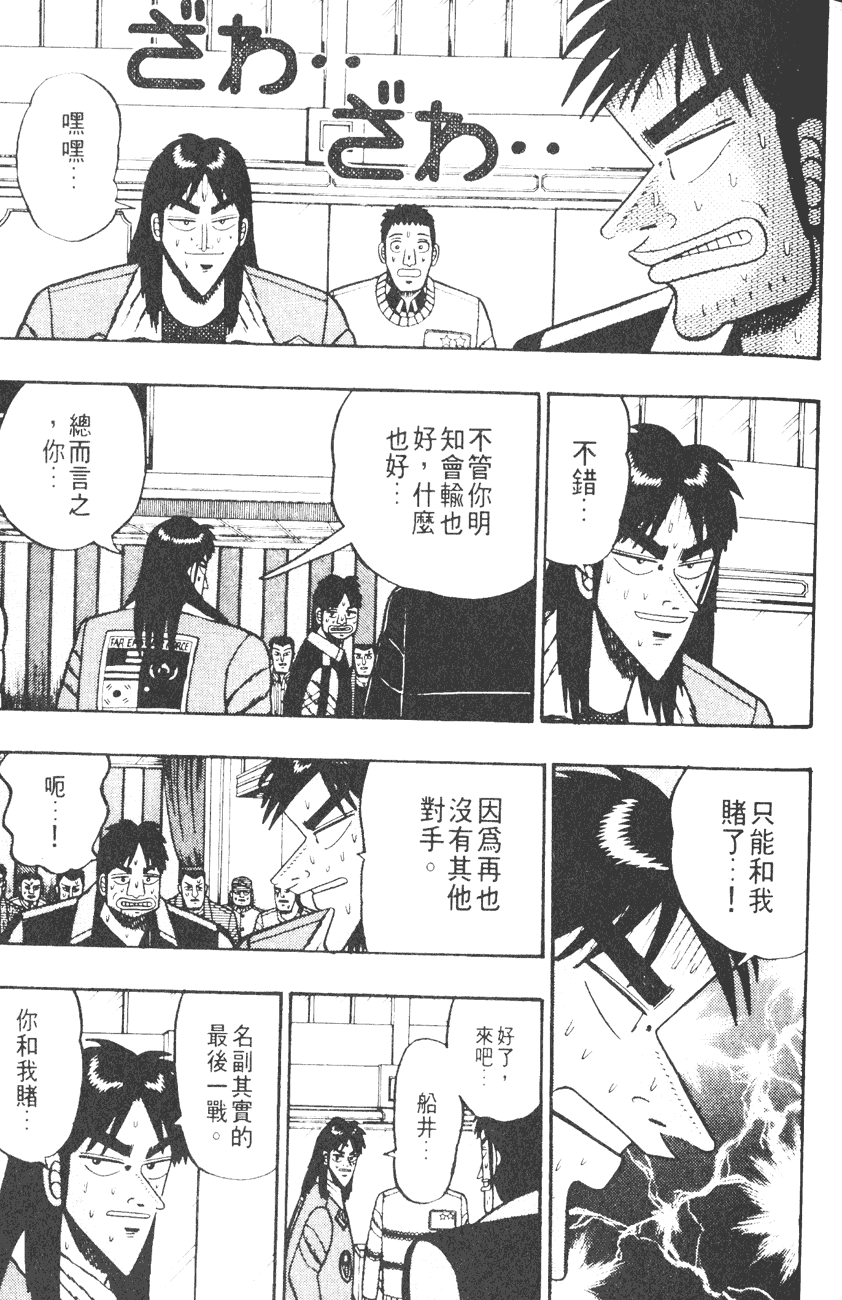 ざわ‥
ざわ‥
嘿嘿…
不錯…
不管你明
知會輸也
好，什麼
也好…
總而言之
，你…
只能和我
賭了…！
因爲再也
沒有其他
對手。
呃…！
好了，
來吧…
船井…
名副其實的
最後一戰。
你和我賭…